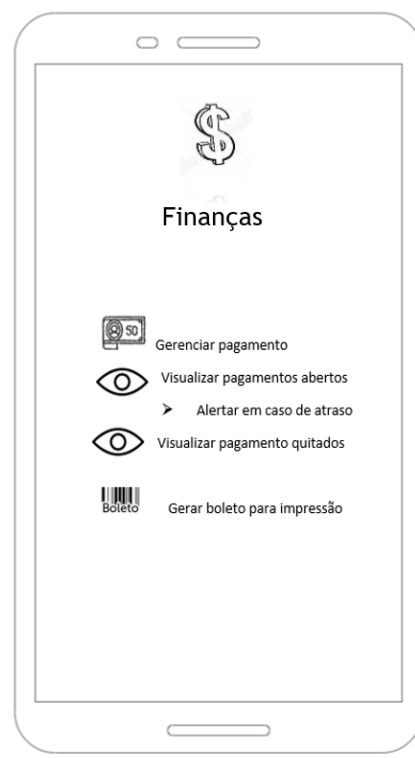 $
Finanças
50
Gerenciar pagamento
Visualizar pagamentos abertos
➢ Alertar em caso de atraso
Visualizar pagamento quitados
Boleto
Gerar boleto para impressão